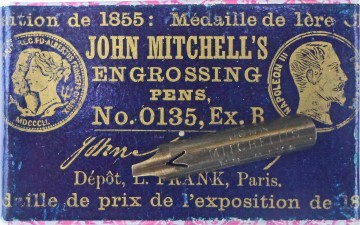 ition de 1855: Médaille de 1ère
JOHN MITCHELL'S
ENGROSSING
PENS,
No. 0135, Ex. B
MDCCCLI.
NAPOLEON III
John
Dépôt, L. FRANK, Paris.
daille de prix de l'exposition de 18